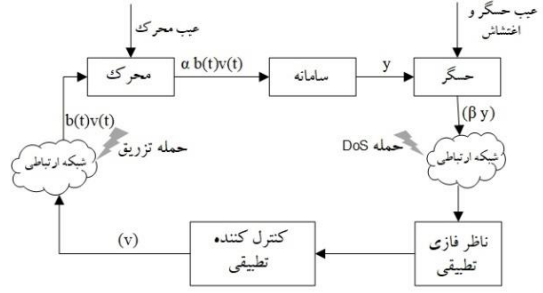 عیب محرک
عیب حسگر و
اغتشاش
محرک
α b(t)v(t)
سامانه
y
حسگر
b(t)v(t)
(β y)
حمله تزریق
حمله DoS
شبکه ارتباطی
شبکه ارتباطی
(v)
کنترل کننده
تطبیقی
ناظر فازی
تطبیقی